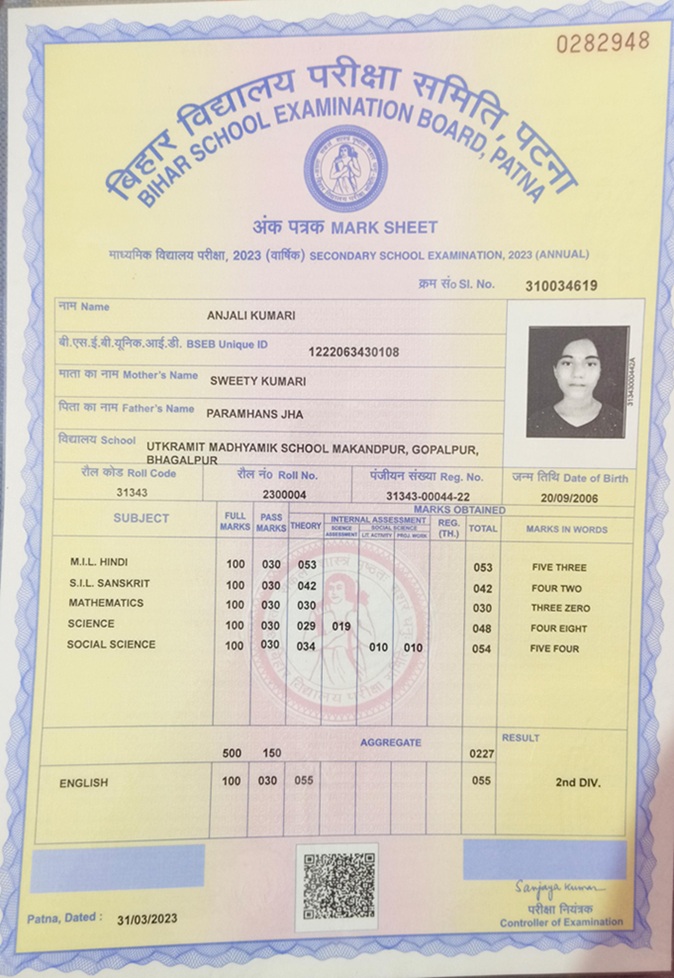 0282948
बिहार विद्यालय परीक्षा समिति, पटना
BIHAR SCHOOL EXAMINATION BOARD, PATNA
अंक पत्रक MARK SHEET
माध्यमिक विद्यालय परीक्षा, 2023 (वार्षिक) SECONDARY SCHOOL EXAMINATION, 2023 (ANNUAL)
क्रम सं० Sl. No. 310034619
नाम Name ANJALI KUMARI
बी.एस.ई.बी.यूनिक.आई.डी. BSEB Unique ID 1222063430108
माता का नाम Mother's Name SWEETY KUMARI
पिता का नाम Father's Name PARAMHANS JHA
विद्यालय School UTKRAMIT MADHYAMIK SCHOOL MAKANDPUR, GOPALPUR,
BHAGALPUR
रौल कोड Roll Code रौल नं० Roll No. पंजीयन संख्या Reg. No. जन्म तिथि Date of Birth
31343 2300004 31343-00044-22 20/09/2006
SUBJECT FULL MARKS PASS MARKS MARKS OBTAINED
THEORY INTERNAL ASSESSMENT REG. (TH.) TOTAL MARKS IN WORDS
SCIENCE ASSESSMENT SOCIAL SCIENCE
LIT. ACTIVITY PROJ. WORK
M.I.L. HINDI 100 030 053 053 FIVE THREE
S.I.L. SANSKRIT 100 030 042 042 FOUR TWO
MATHEMATICS 100 030 030 030 THREE ZERO
SCIENCE 100 030 029 019 048 FOUR EIGHT
SOCIAL SCIENCE 100 030 034 010 010 054 FIVE FOUR
500 150 AGGREGATE 0227 RESULT
ENGLISH 100 030 055 055 2nd DIV.
Sanjaya Kumar
परीक्षा नियंत्रक
Patna, Dated : 31/03/2023 Controller of Examination